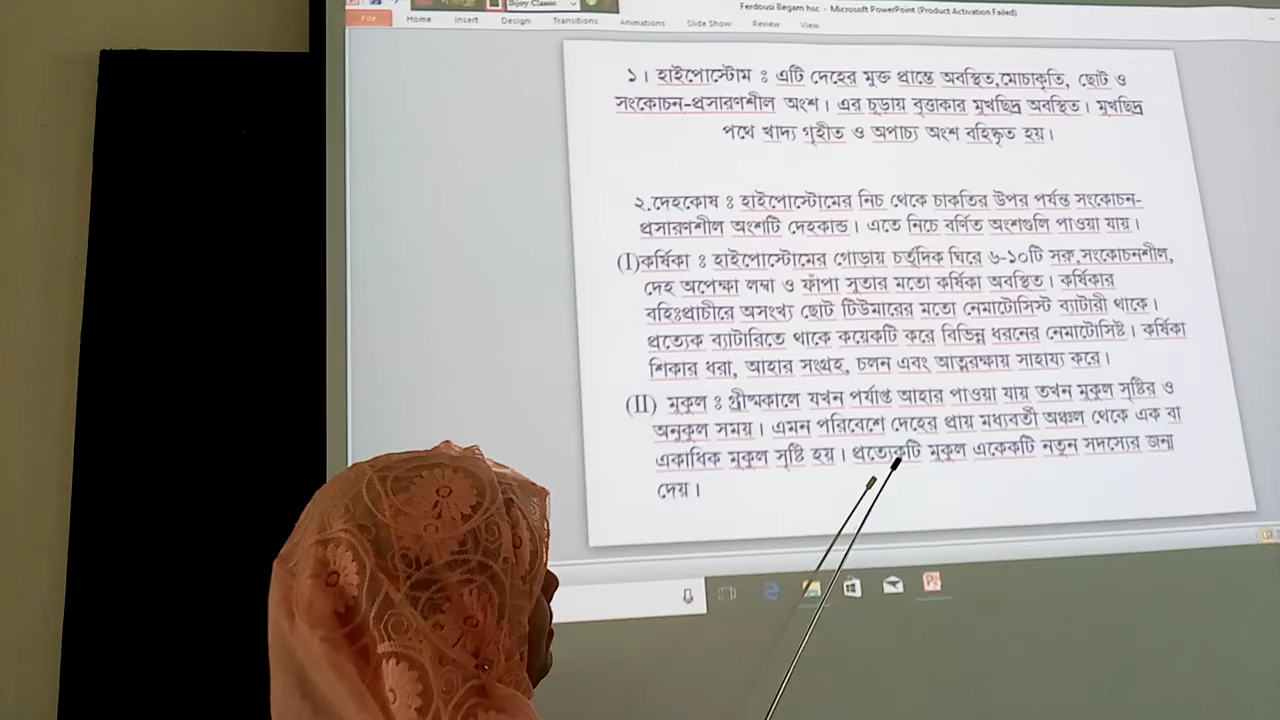 Bijoy Classic
Ferdousi Begam hsc - Microsoft PowerPoint (Product Activation Failed)
File Home Insert Design Transitions Animations Slide Show Review View
১। হাইপোস্টোম ঃ এটি দেহের মুক্ত প্রান্তে অবস্থিত,মোচাকৃতি, ছোট ও
সংকোচন-প্রসারণশীল অংশ। এর চূড়ায় বৃত্তাকার মুখছিদ্র অবস্থিত। মুখছিদ্র
পথে খাদ্য গৃহীত ও অপাচ্য অংশ বহিষ্কৃত হয়।
২.দেহকোষ ঃ হাইপোস্টোমের নিচ থেকে চাকতির উপর পর্যন্ত সংকোচন-
প্রসারণশীল অংশটি দেহকান্ড। এতে নিচে বর্ণিত অংশগুলি পাওয়া যায়।
(I)কর্ষিকা ঃ হাইপোস্টোমের গোড়ায় চর্তুদিক ঘিরে ৬-১০টি সরু,সংকোচনশীল,
দেহ অপেক্ষা লম্বা ও ফাঁপা সুতার মতো কর্ষিকা অবস্থিত। কর্ষিকার
বহিঃপ্রাচীরে অসংখ্য ছোট টিউমারের মতো নেমাটোসিস্ট ব্যাটারী থাকে।
প্রত্যেক ব্যাটারিতে থাকে কয়েকটি করে বিভিন্ন ধরনের নেমাটোসিষ্ট। কর্ষিকা
শিকার ধরা, আহার সংগ্রহ, চলন এবং আত্নরক্ষায় সাহায্য করে।
(II) মুকুল ঃ গ্রীষ্মকালে যখন পর্যাপ্ত আহার পাওয়া যায় তখন মুকুল সৃষ্টির ও
অনুকুল সময়। এমন পরিবেশে দেহের প্রায় মধ্যবর্তী অঞ্চল থেকে এক বা
একাধিক মুকুল সৃষ্টি হয়। প্রত্যেকটি মুকুল একেকটি নতুন সদস্যের জন্ম
দেয়।